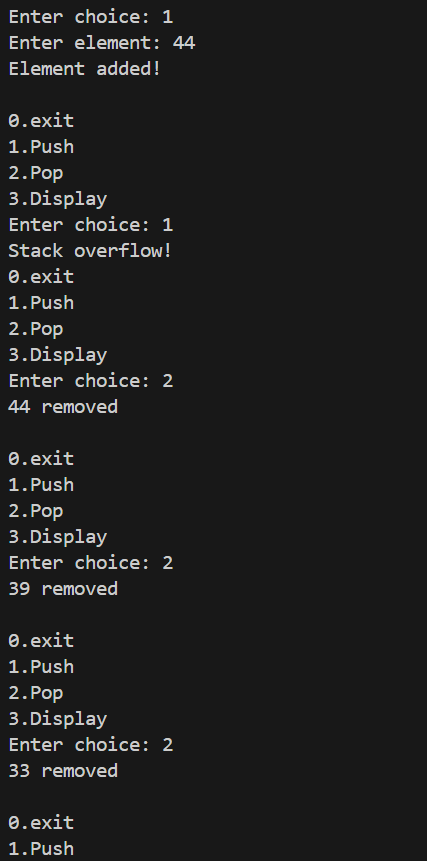 Enter choice: 1
Enter element: 44
Element added!
0.exit
1.Push
2.Pop
3.Display
Enter choice: 1
Stack overflow!
0.exit
1.Push
2.Pop
3.Display
Enter choice: 2
44 removed
0.exit
1.Push
2.Pop
3.Display
Enter choice: 2
39 removed
0.exit
1.Push
2.Pop
3.Display
Enter choice: 2
33 removed
0.exit
1.Push